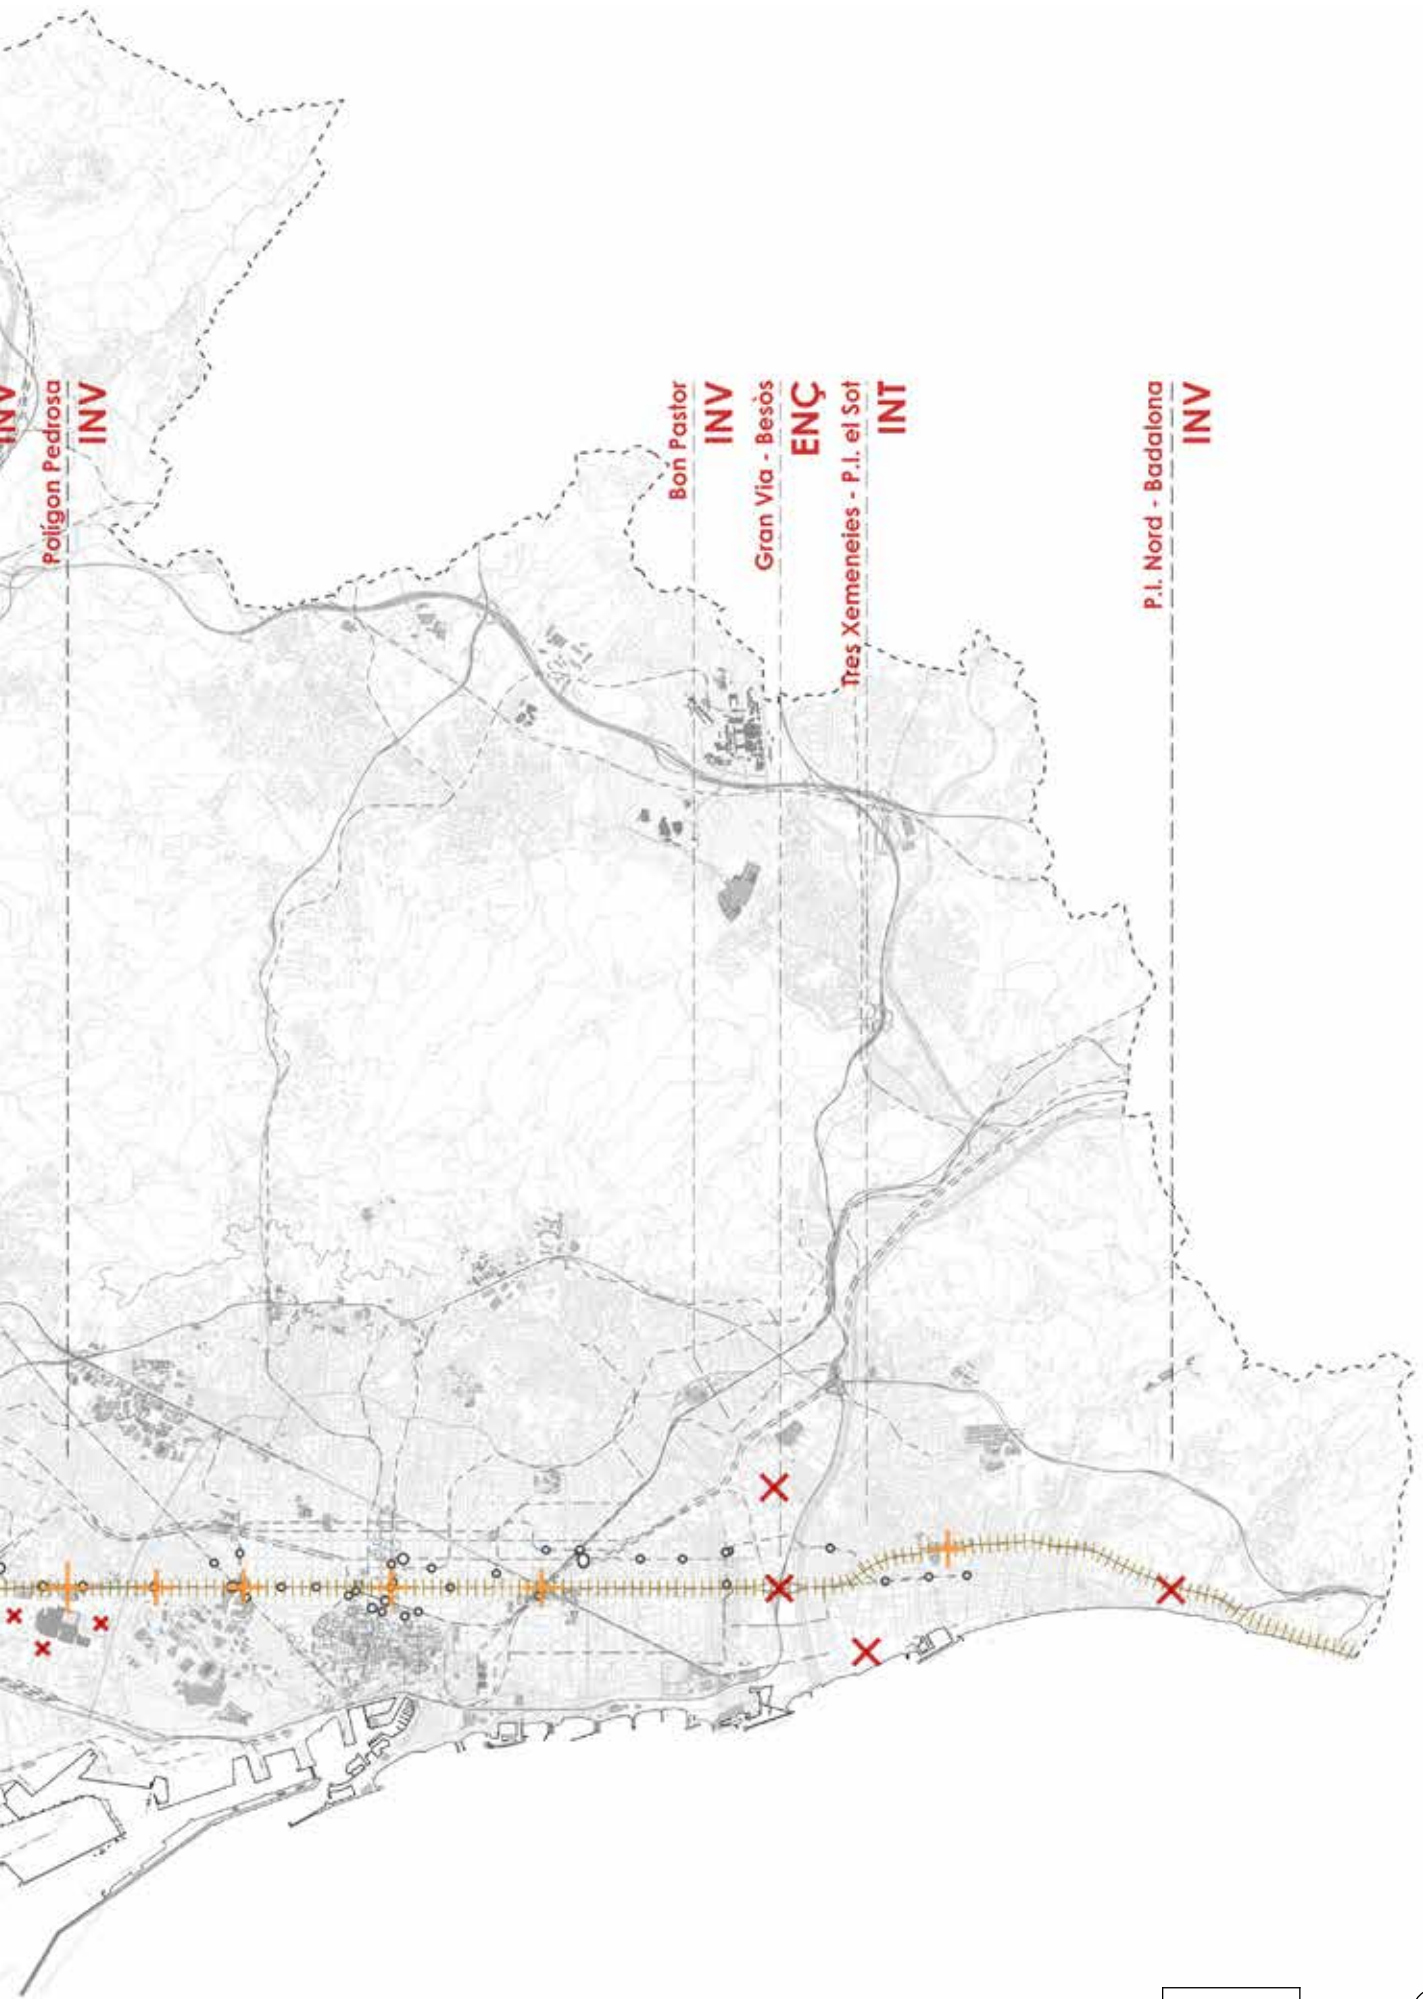 INV
Polígon Pedrosa
INV
Bon Pastor
INV
Gran Via - Besòs
ENÇ
Tres Xemeneies - P.I. el Sot
INT
P.I. Nord - Badalona
INV